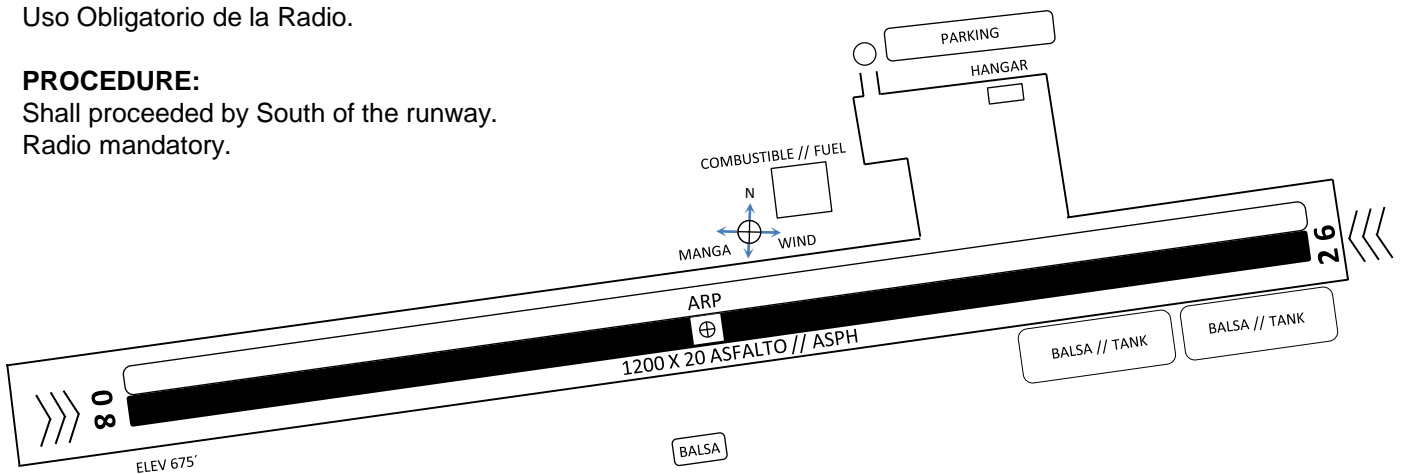 Uso Obligatorio de la Radio.
PROCEDURE:
Shall proceeded by South of the runway.
Radio mandatory.
PARKING
HANGAR
COMBUSTIBLE // FUEL
N
MANGA
WIND
26
ARP
1200 X 20 ASFALTO // ASPH
BALSA // TANK
BALSA // TANK
08
BALSA
ELEV 675´